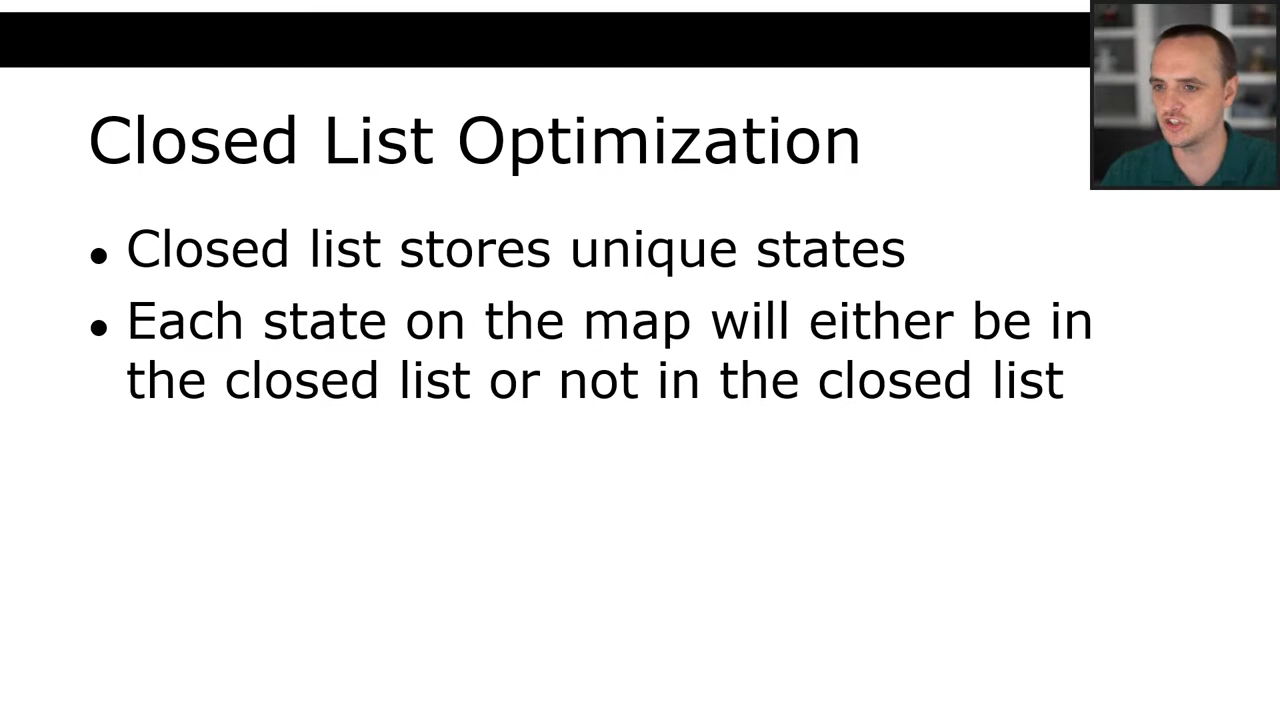 Closed List Optimization
• Closed list stores unique states
• Each state on the map will either be in
the closed list or not in the closed list